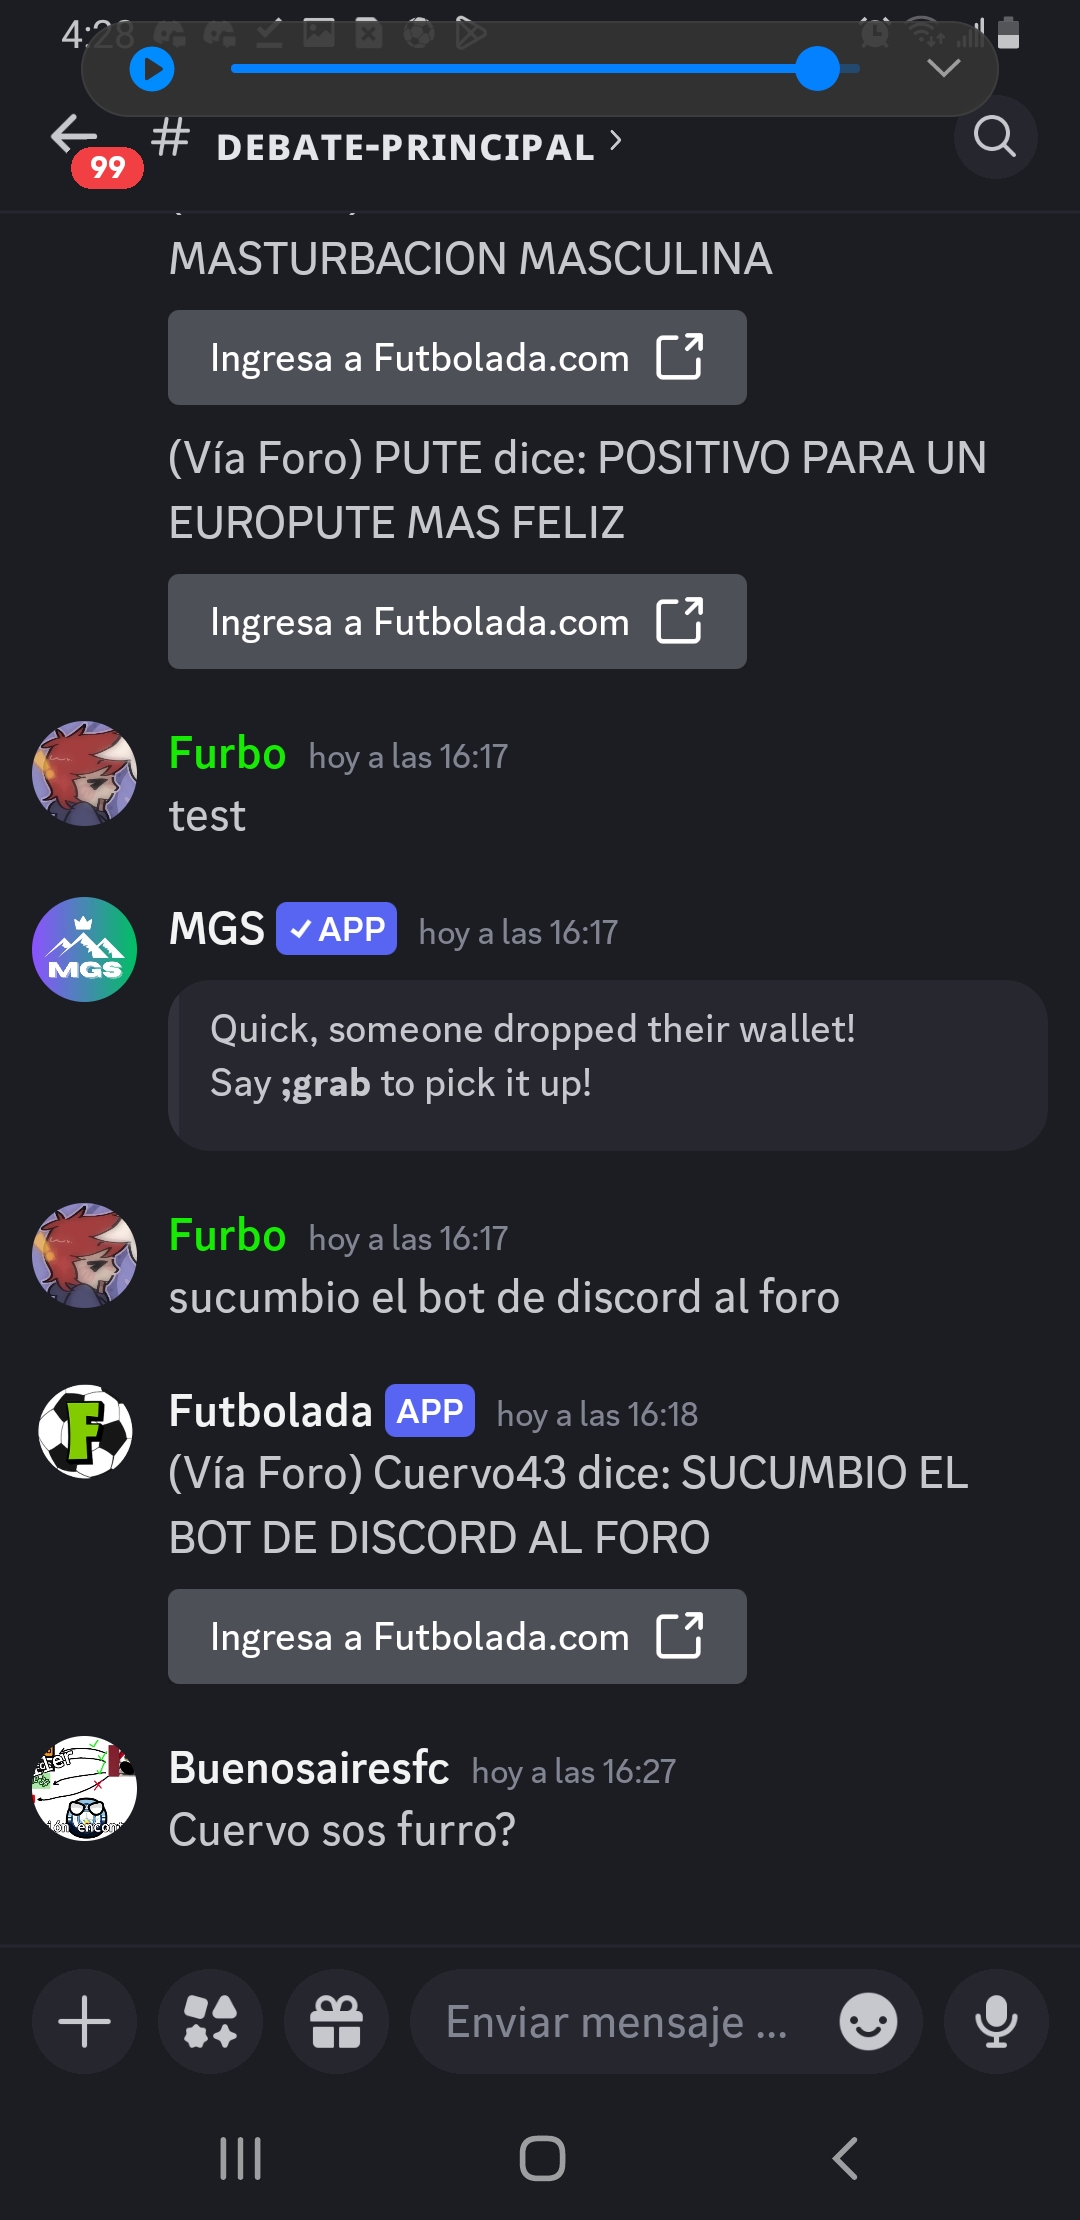 4:28
99
# DEBATE-PRINCIPAL
MASTURBACION MASCULINA
Ingresa a Futbolada.com
(Vía Foro) PUTE dice: POSITIVO PARA UN
EUROPUTE MAS FELIZ
Ingresa a Futbolada.com
Furbo hoy a las 16:17
test
MGS APP hoy a las 16:17
MGS
Quick, someone dropped their wallet!
Say ;grab to pick it up!
Furbo hoy a las 16:17
sucumbio el bot de discord al foro
F
Futbolada APP hoy a las 16:18
(Vía Foro) Cuervo43 dice: SUCUMBIO EL
BOT DE DISCORD AL FORO
Ingresa a Futbolada.com
Buenosairesfc hoy a las 16:27
Cuervo sos furro?
Enviar mensaje ...